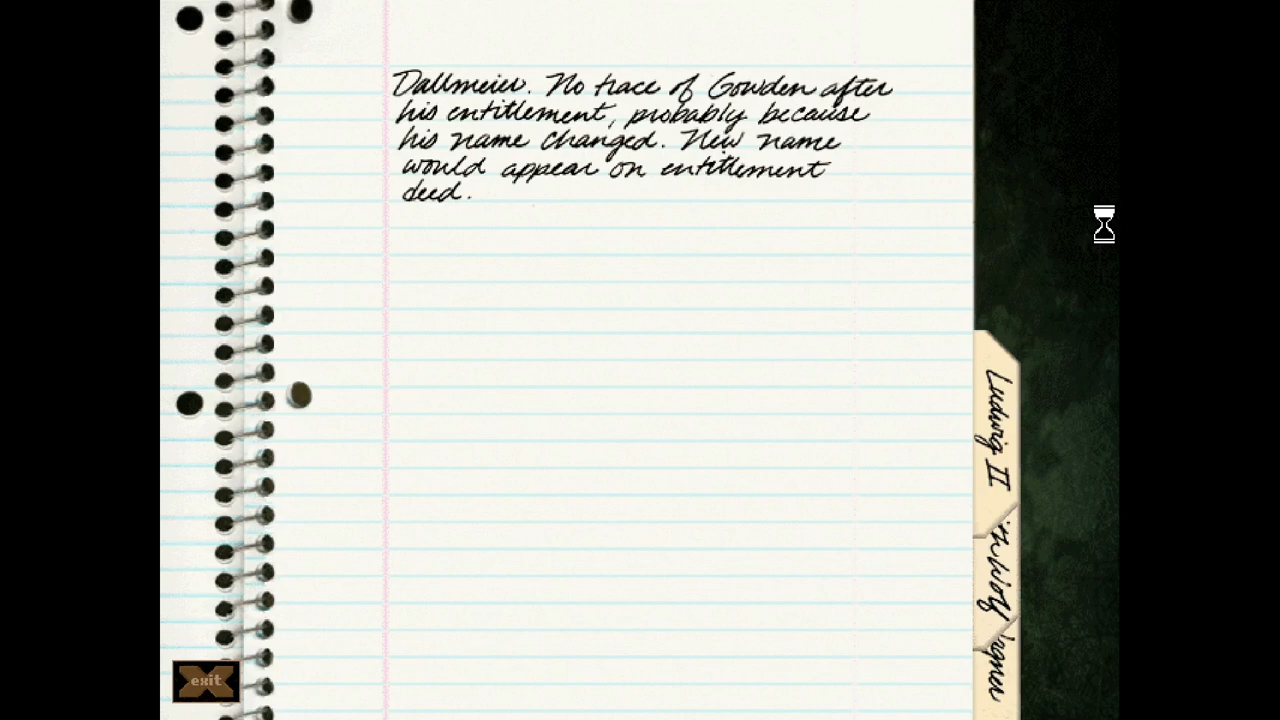 Dallmeier. No trace of Gowden after
his entitlement, probably because
his name changed. New name
would appear on entitlement
deed.
Ludwig II
exit